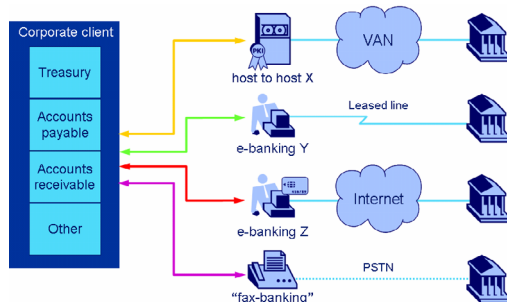 Corporate client
Treasury
Accounts
payable
Accounts
receivable
Other
PKI
host to host X
VAN
e-banking Y
Leased line
e-banking Z
Internet
"fax-banking"
PSTN